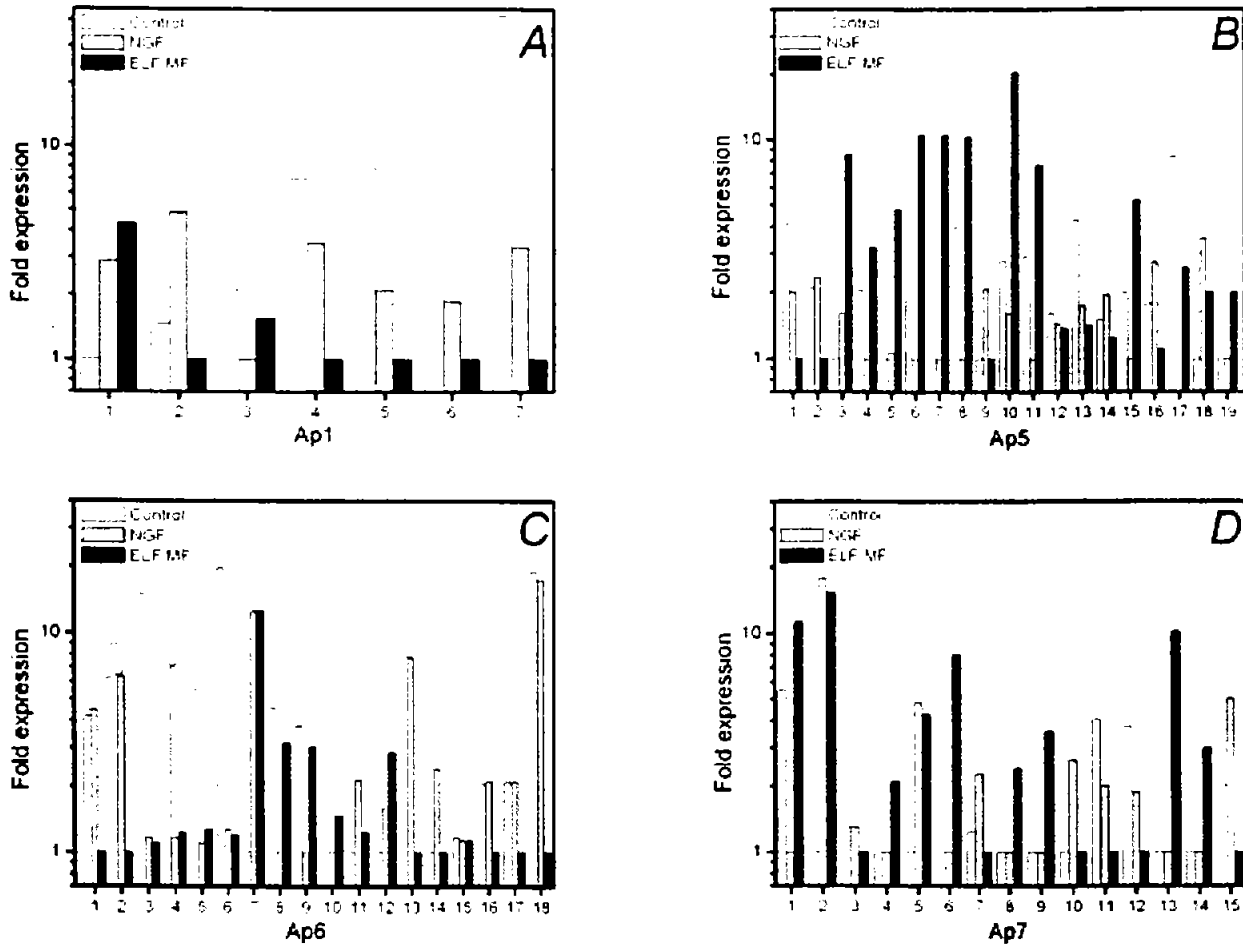 Control
NGF
ELF MF
A
10
1
Fold expression
1 2 3 4 5 6 7
Ap1
Control
NGF
ELF MF
B
10
1
Fold expression
1 2 3 4 5 6 7 8 9 10 11 12 13 14 15 16 17 18 19
Ap5
Control
NGF
ELF MF
C
10
1
Fold expression
1 2 3 4 5 6 7 8 9 10 11 12 13 14 15 16 17 18
Ap6
Control
NGF
ELF MF
D
10
1
Fold expression
1 2 3 4 5 6 7 8 9 10 11 12 13 14 15
Ap7